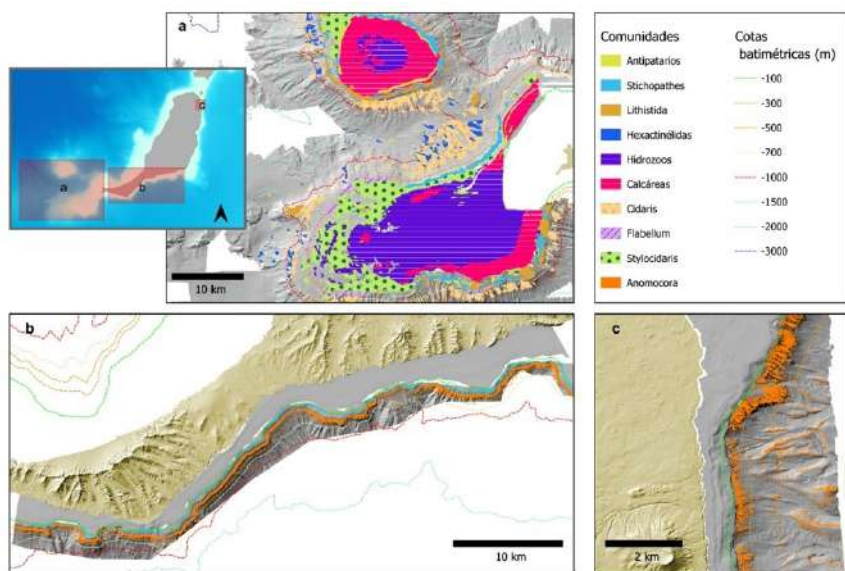 a
a
b
c
10 km
Comunidades
Antipatarios
Stichopathes
Lithistida
Hexactinélidas
Hidrozoos
Calcáreas
Cidaris
Flabellum
Stylocidaris
Anomocora
Cotas
batimétricas (m)
-100
-300
-500
-700
-1000
-1500
-2000
-3000
b
10 km
c
2 km